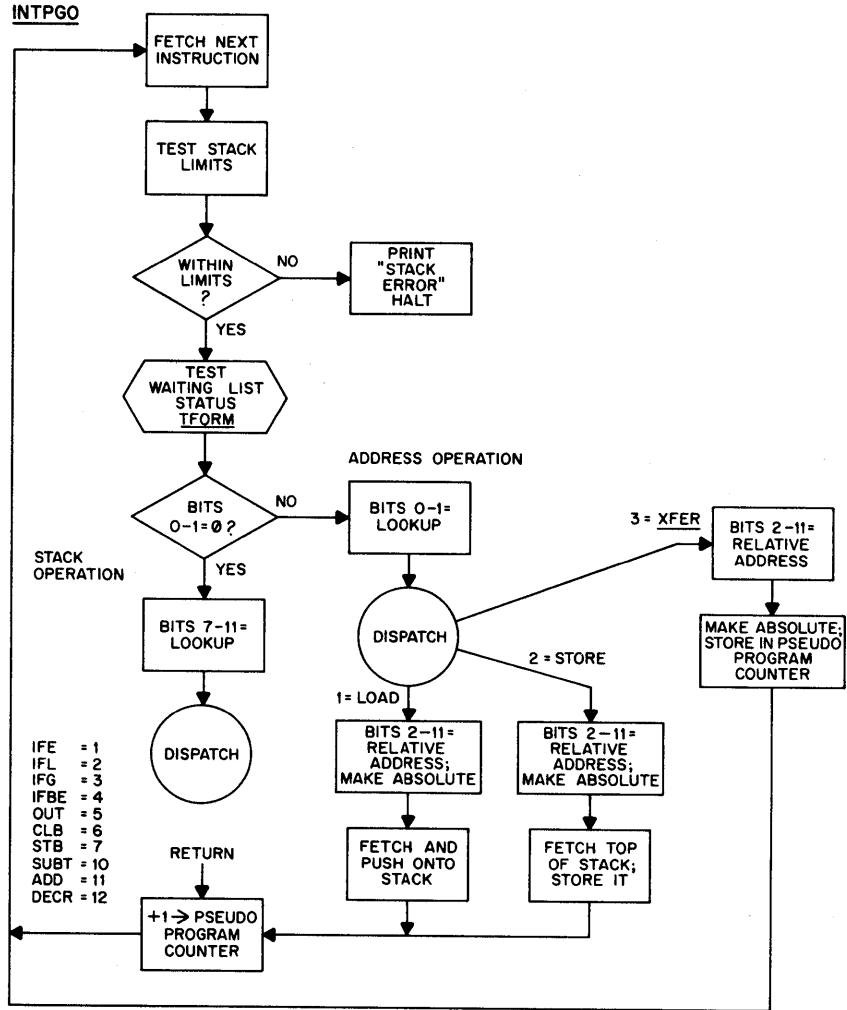 INTPGO
FETCH NEXT
INSTRUCTION
TEST STACK
LIMITS
WITHIN
LIMITS
?
NO
PRINT
"STACK
ERROR"
HALT
YES
TEST
WAITING LIST
STATUS
TFORM
ADDRESS OPERATION
BITS
0-1=0?
NO
BITS 0-1=
LOOKUP
3= XFER
BITS 2-11=
RELATIVE
ADDRESS
STACK
OPERATION
YES
BITS 7-11=
LOOKUP
DISPATCH
MAKE ABSOLUTE;
STORE IN PSEUDO
PROGRAM
COUNTER
2 = STORE
1=LOAD
DISPATCH
BITS 2-11=
RELATIVE
ADDRESS;
MAKE ABSOLUTE
BITS 2-11=
RELATIVE
ADDRESS;
MAKE ABSOLUTE
IFE = 1
IFL = 2
IFG = 3
IFBE = 4
OUT = 5
CLB = 6
STB = 7
SUBT = 10
ADD = 11
DECR = 12
RETURN
FETCH AND
PUSH ONTO
STACK
FETCH TOP
OF STACK;
STORE IT
+1→ PSEUDO
PROGRAM
COUNTER